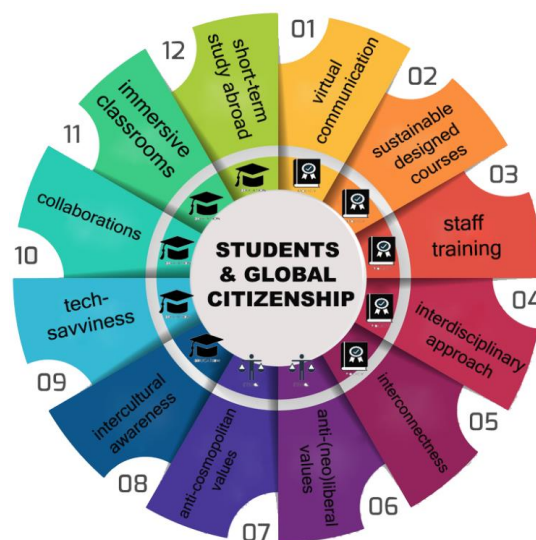 STUDENTS
& GLOBAL
CITIZENSHIP
01
virtual
communication
02
sustainable
designed
courses
03
staff
training
04
interdisciplinary
approach
05
interconnectness
06
anti-(neo)liberal
values
07
anti-cosmopolitan
values
08
intercultural
awareness
09
tech-
savviness
10
collaborations
11
immersive
classrooms
12
short-term
study abroad